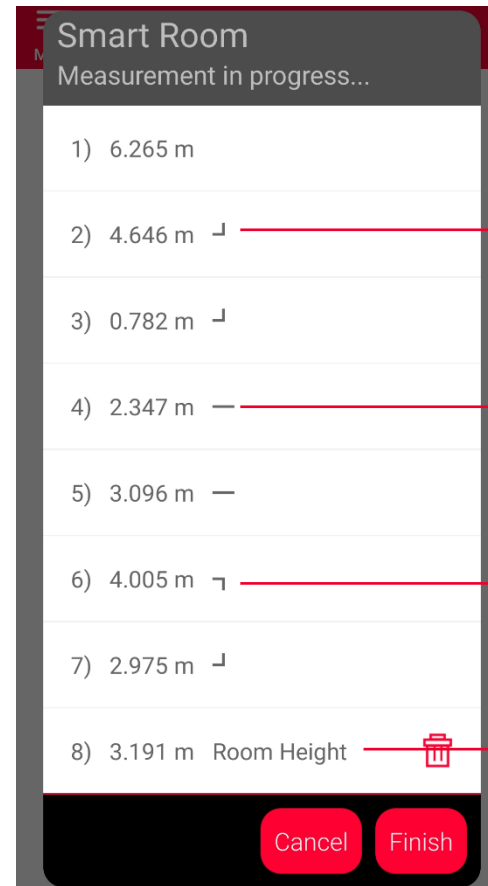 Smart Room
Measurement in progress...
1) 6.265 m
2) 4.646 m
3) 0.782 m
4) 2.347 m
5) 3.096 m
6) 4.005 m
7) 2.975 m
8) 3.191 m Room Height
Cancel Finish